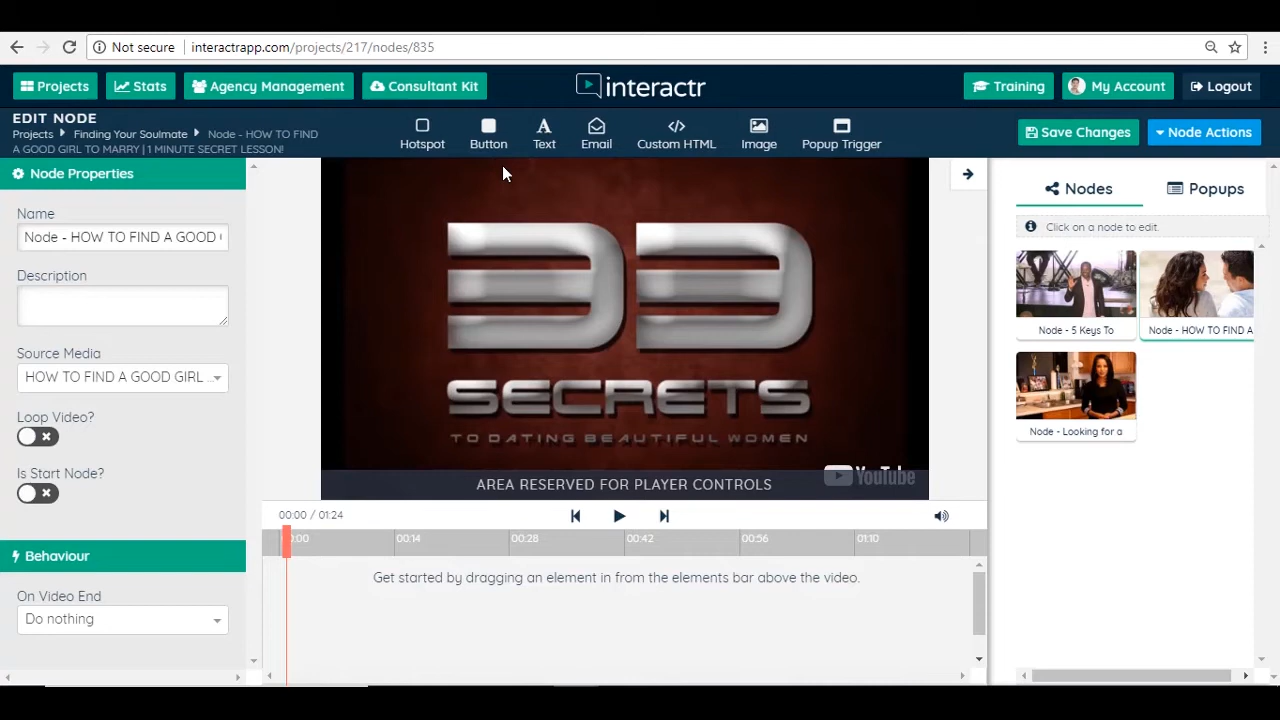 Not secure interactrapp.com/projects/217/nodes/835
Projects Stats Agency Management Consultant Kit interactr Training My Account Logout
EDIT NODE
Projects Finding Your Soulmate Node - HOW TO FIND
A GOOD GIRL TO MARRY | 1 MINUTE SECRET LESSON!
Hotspot Button Text Email Custom HTML Image Popup Trigger
Save Changes Node Actions
Node Properties
Name
Node - HOW TO FIND A GOOD
Description
Source Media
HOW TO FIND A GOOD GIRL ...
Loop Video?
Is Start Node?
Behaviour
On Video End
Do nothing
33
SECRETS
TO DATING BEAUTIFUL WOMEN
YouTube
AREA RESERVED FOR PLAYER CONTROLS
00:00 / 01:24
:00 00:14 00:28 00:42 00:56 01:10
Get started by dragging an element in from the elements bar above the video.
Nodes Popups
Click on a node to edit.
Node - 5 Keys To
Node - HOW TO FIND A
Node - Looking for a